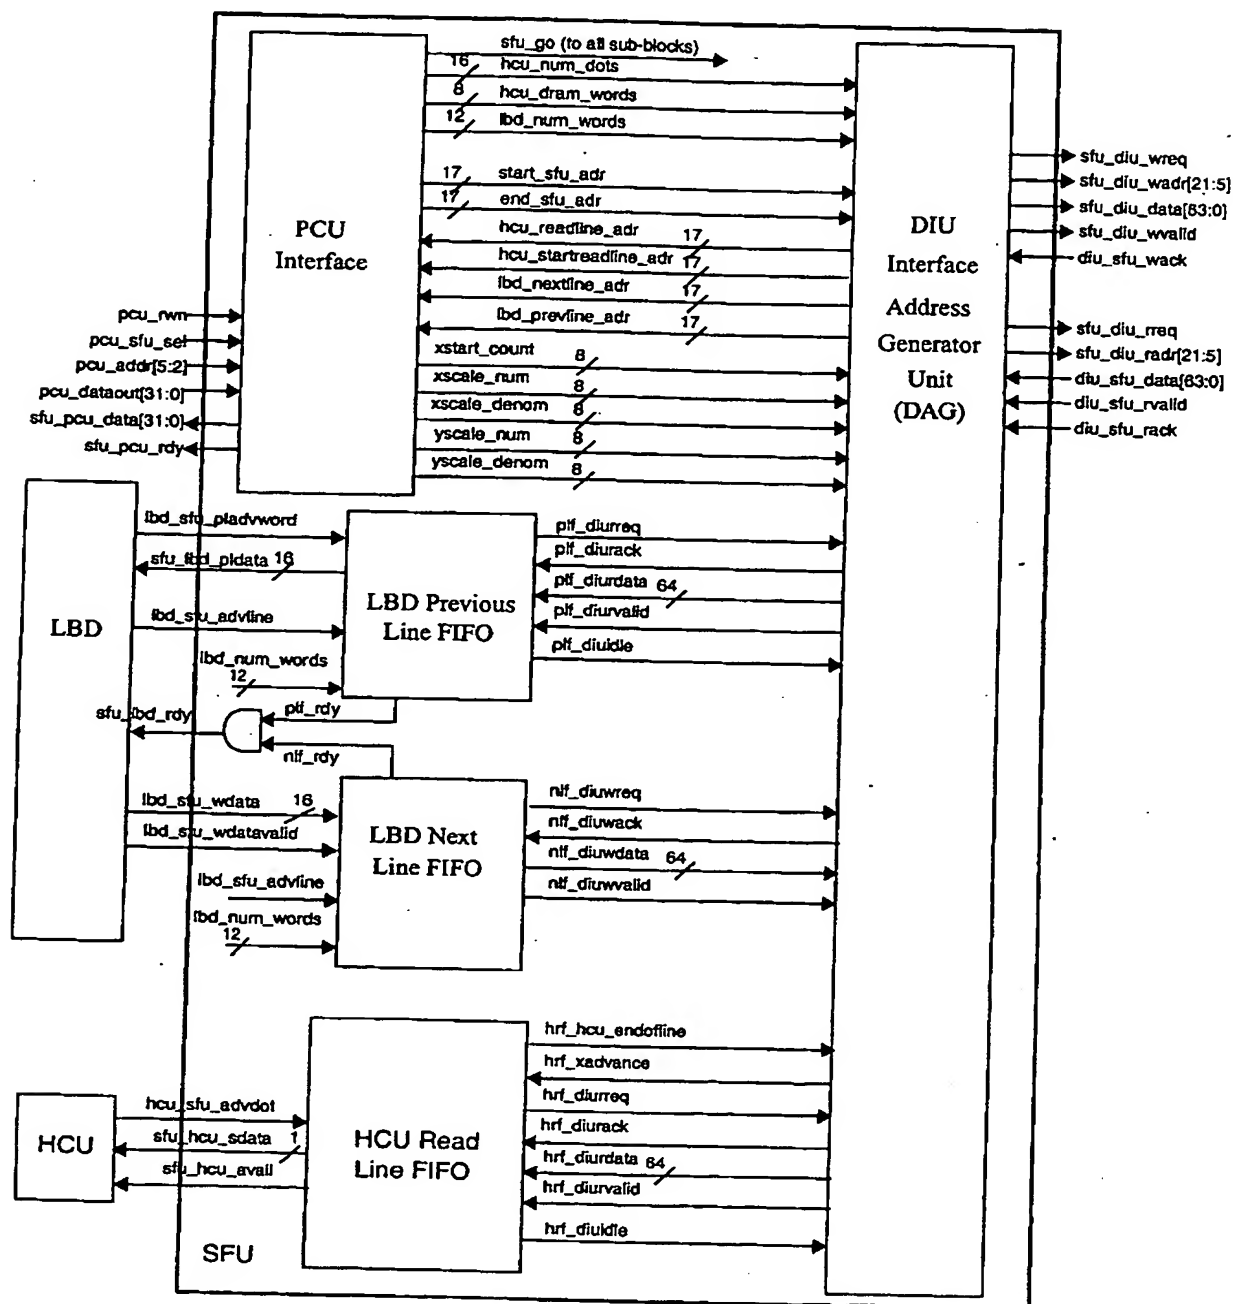 sfu_go (to all sub-blocks)
16 hcu_num_dots
8 hcu_dram_words
12 lbd_num_words
17 start_sfu_adr
17 end_sfu_adr
hcu_readline_adr 17
hcu_startreadline_adr 17
lbd_nextline_adr 17
lbd_prevline_adr 17
xstart_count 8
xscale_num 8
xscale_denom 8
yscale_num 8
yscale_denom 8
PCU
Interface
DIU
Interface
Address
Generator
Unit
(DAG)
sfu_diu_wreq
sfu_diu_wadr[21:5]
sfu_diu_data[63:0]
sfu_diu_wvalid
diu_sfu_wack
sfu_diu_rreq
sfu_diu_radr[21:5]
diu_sfu_data[63:0]
diu_sfu_rvalid
diu_sfu_rack
pcu_rwn
pcu_sfu_sel
pcu_addr[5:2]
pcu_dataout[31:0]
sfu_pcu_data[31:0]
sfu_pcu_rdy
LBD
lbd_sfu_pladvword
sfu_lbd_pldata 16
lbd_sfu_advline
lbd_num_words
12
LBD Previous
Line FIFO
plf_diurreq
plf_diurack
plf_diurdata 64
plf_diurvalid
plf_diuidle
sfu_lbd_rdy
plf_rdy
nlf_rdy
lbd_sfu_wdata 16
lbd_sfu_wdatavalid
lbd_sfu_advline
lbd_num_words
12
LBD Next
Line FIFO
nlf_diuwreq
nlf_diuwack
nlf_diuwdata 64
nlf_diuwvalid
HCU
hcu_sfu_advdot
sfu_hcu_sdata 1
sfu_hcu_avail
HCU Read
Line FIFO
hrf_hcu_endofline
hrf_xadvance
hrf_diurreq
hrf_diurack
hrf_diurdata 64
hrf_diurvalid
hrf_diuidle
SFU